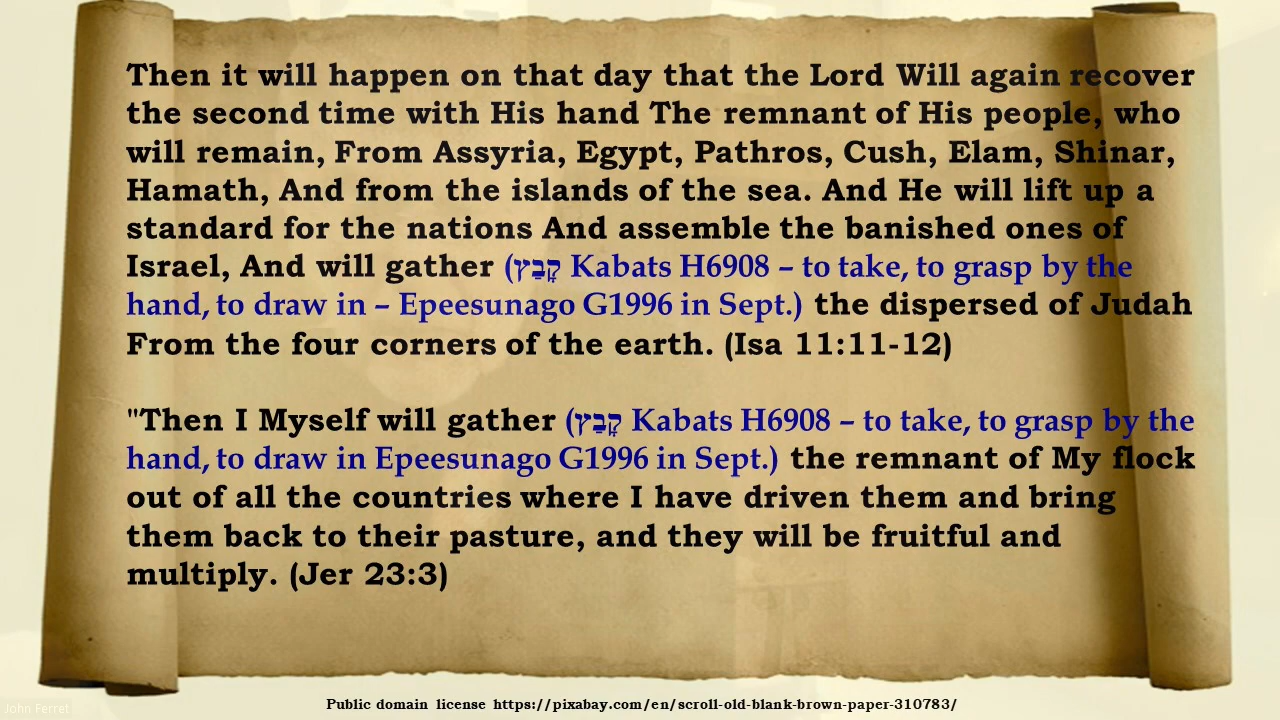 Then it will happen on that day that the Lord Will again recover
the second time with His hand The remnant of His people, who
will remain, From Assyria, Egypt, Pathros, Cush, Elam, Shinar,
Hamath, And from the islands of the sea. And He will lift up a
standard for the nations And assemble the banished ones of
Israel, And will gather (קָבַץ Kabats H6908 – to take, to grasp by the
hand, to draw in – Epeesunago G1996 in Sept.) the dispersed of Judah
From the four corners of the earth. (Isa 11:11-12)
"Then I Myself will gather (קָבַץ Kabats H6908 – to take, to grasp by the
hand, to draw in Epeesunago G1996 in Sept.) the remnant of My flock
out of all the countries where I have driven them and bring
them back to their pasture, and they will be fruitful and
multiply. (Jer 23:3)
Public domain license https://pixabay.com/en/scroll-old-blank-brown-paper-310783/
John Ferret